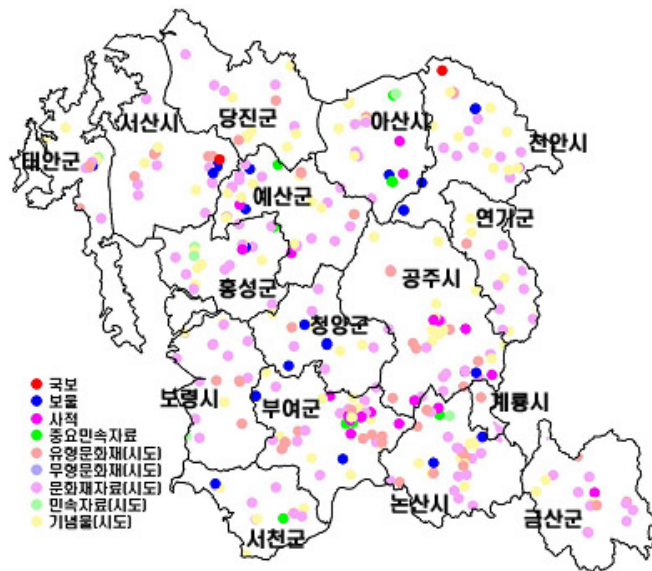 당진군
아산시
서산시
천안시
태안군
예산군
연기군
공주시
홍성군
청양군
보령시
부여군
계룡시
논산시
금산군
서천군
국보
보물
사적
중요민속자료
유형문화재(시도)
무형문화재(시도)
문화재자료(시도)
민속자료(시도)
기념물(시도)